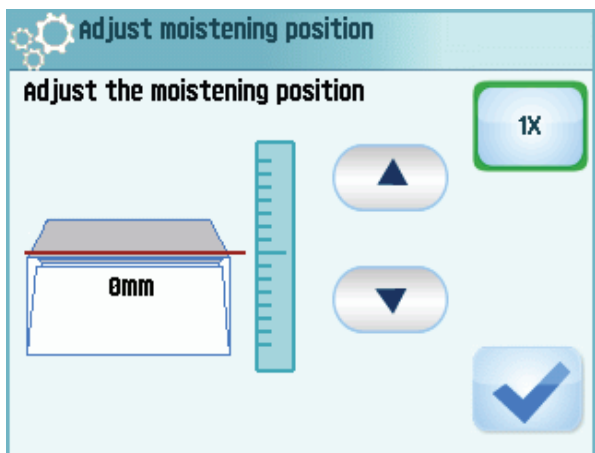 Adjust moistening position
Adjust the moistening position
1X
0mm